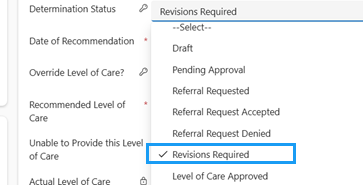 Determination Status
Revisions Required
--Select--
Date of Recommendation *
Draft
Pending Approval
Override Level of Care?
Referral Requested
Recommended Level of Care *
Referral Request Accepted
Referral Request Denied
Unable to Provide this Level of Care
Revisions Required
Level of Care Approved
Actual Level of Care